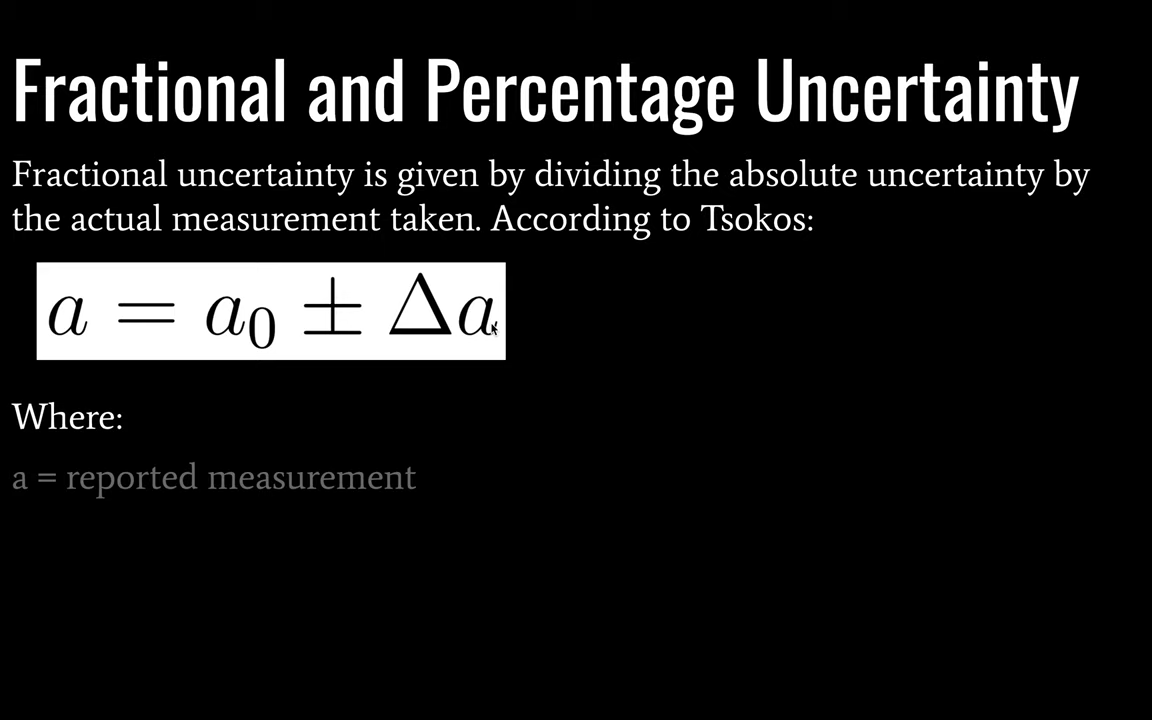 Fractional and Percentage Uncertainty
Fractional uncertainty is given by dividing the absolute uncertainty by
the actual measurement taken. According to Tsokos:
a = a₀ ± Δa
Where:
a = reported measurement